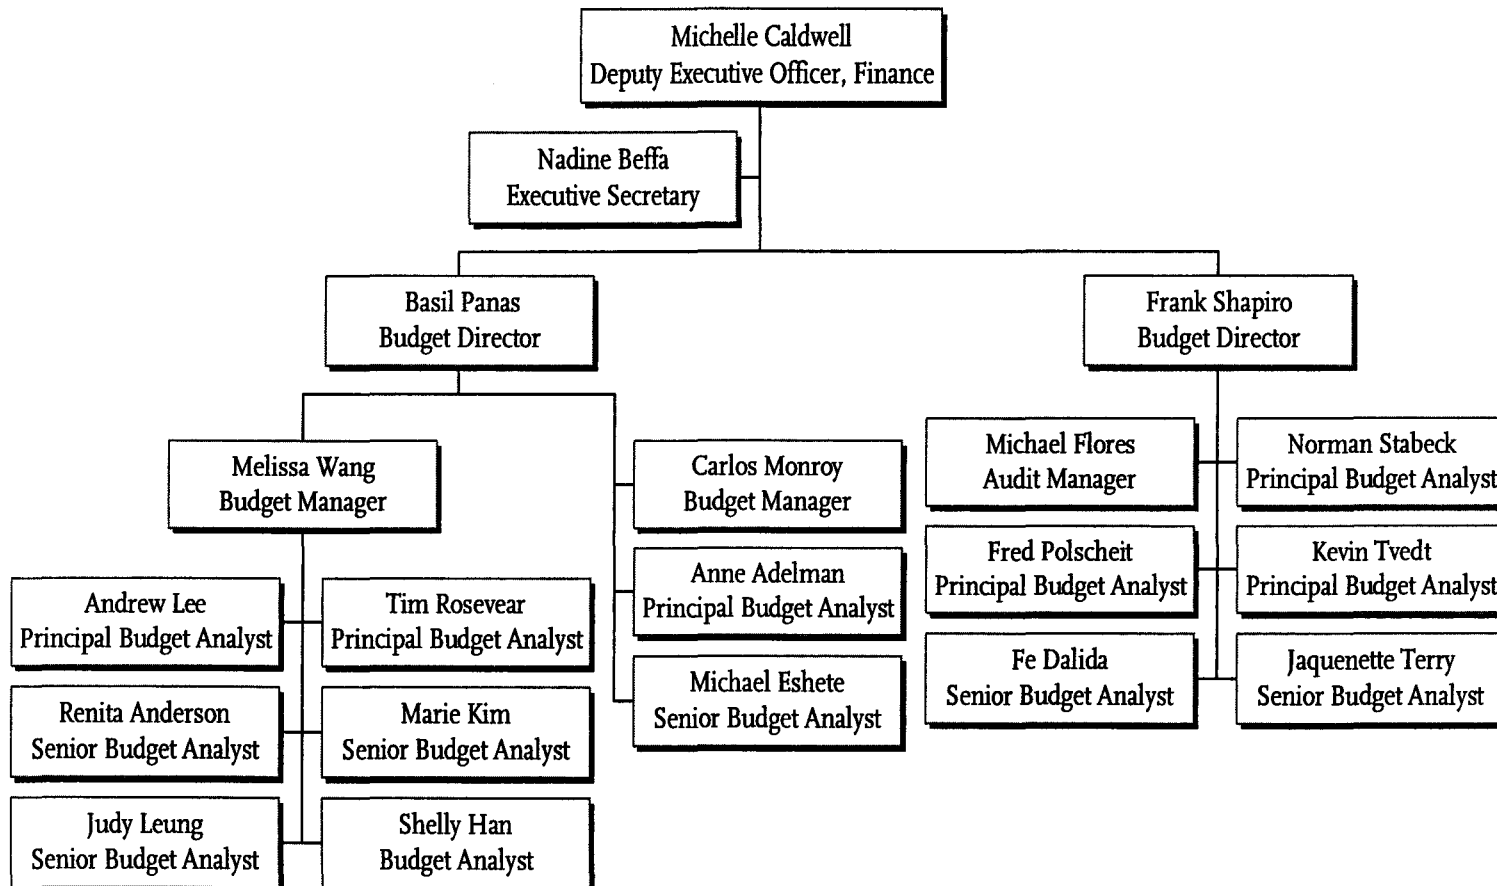 Michelle Caldwell
Deputy Executive Officer, Finance
Nadine Beffa
Executive Secretary
Basil Panas
Budget Director
Frank Shapiro
Budget Director
Melissa Wang
Budget Manager
Andrew Lee
Principal Budget Analyst
Tim Rosevear
Principal Budget Analyst
Renita Anderson
Senior Budget Analyst
Marie Kim
Senior Budget Analyst
Judy Leung
Senior Budget Analyst
Shelly Han
Budget Analyst
Carlos Monroy
Budget Manager
Anne Adelman
Principal Budget Analyst
Michael Eshete
Senior Budget Analyst
Michael Flores
Audit Manager
Norman Stabeck
Principal Budget Analyst
Fred Polscheit
Principal Budget Analyst
Kevin Tvedt
Principal Budget Analyst
Fe Dalida
Senior Budget Analyst
Jaquenette Terry
Senior Budget Analyst